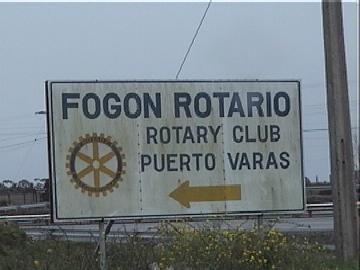 FOGON ROTARIO
ROTARY CLUB
PUERTO VARAS